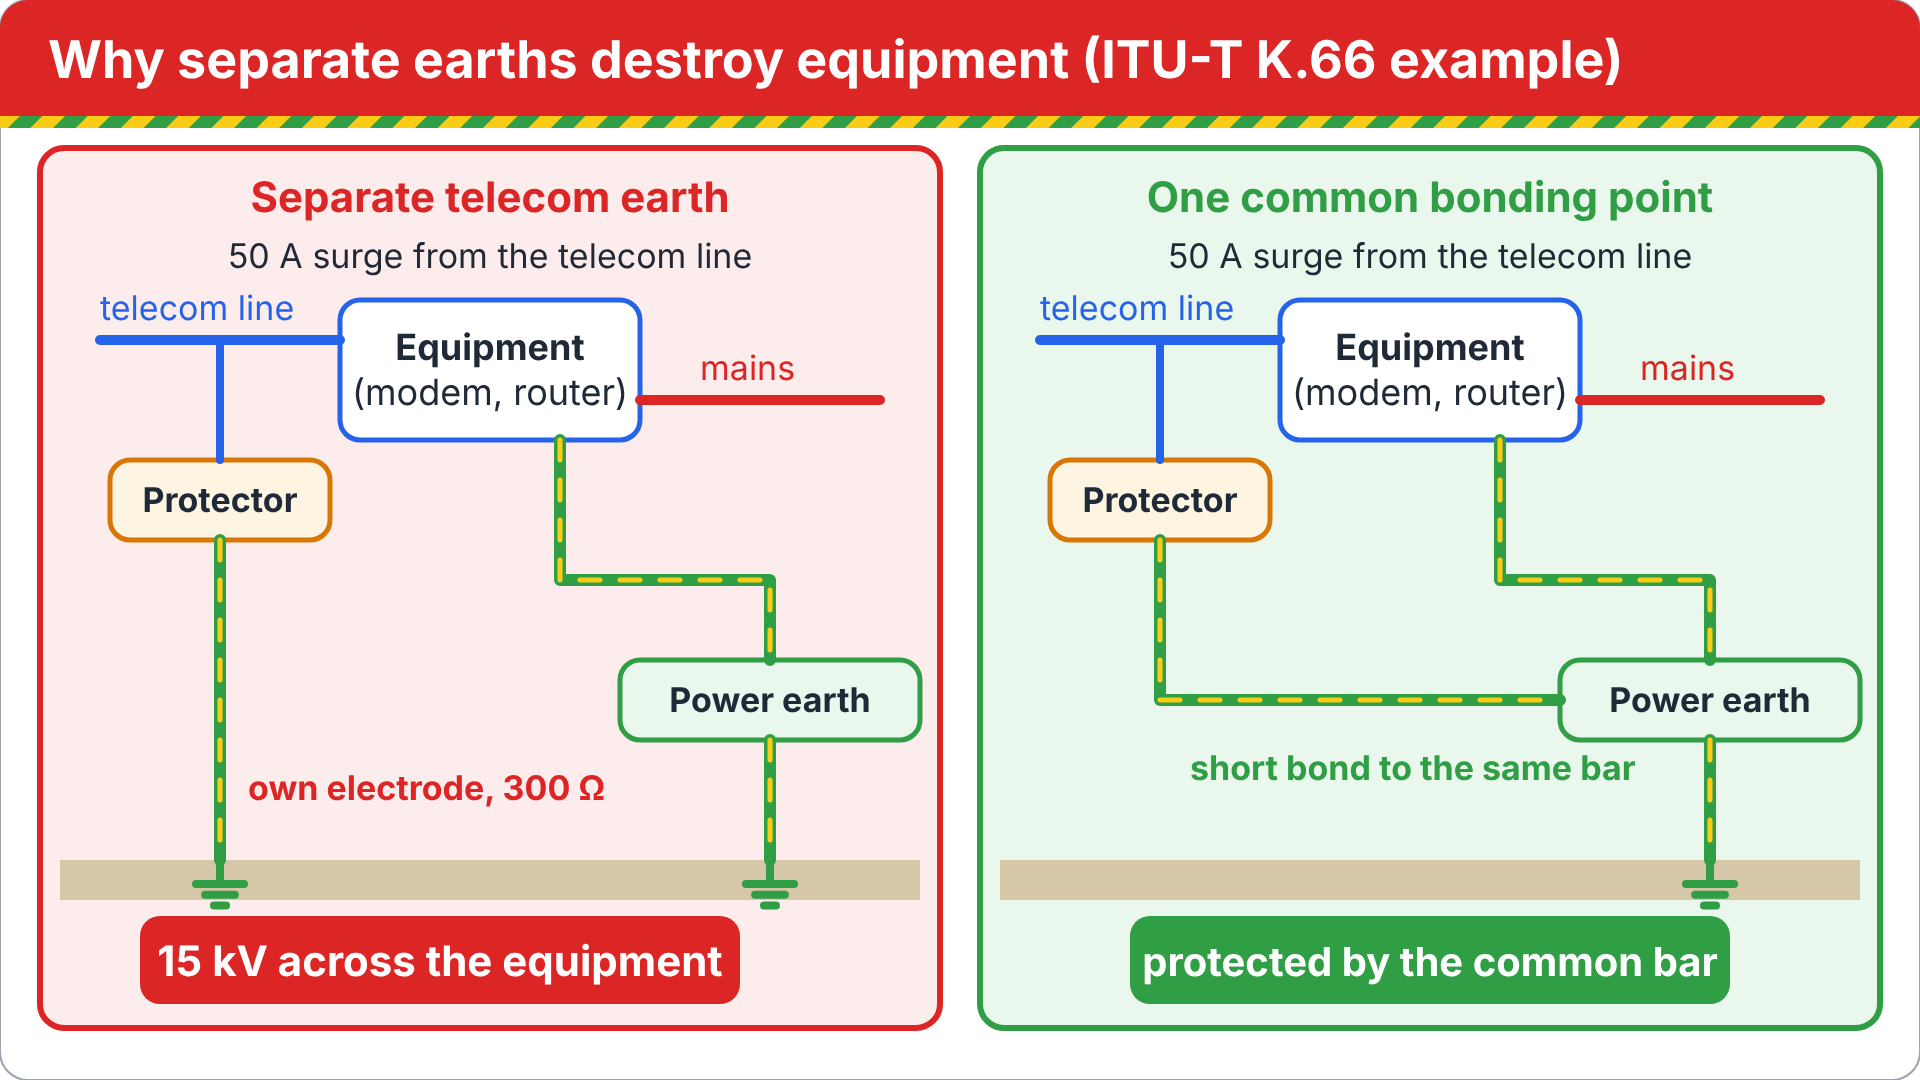 Why separate earths destroy equipment (ITU-T K.66 example)
Separate telecom earth
50 A surge from the telecom line
telecom line
Equipment
(modem, router)
mains
Protector
Power earth
own electrode, 300 Ω
15 kV across the equipment
One common bonding point
50 A surge from the telecom line
telecom line
Equipment
(modem, router)
mains
Protector
Power earth
short bond to the same bar
protected by the common bar